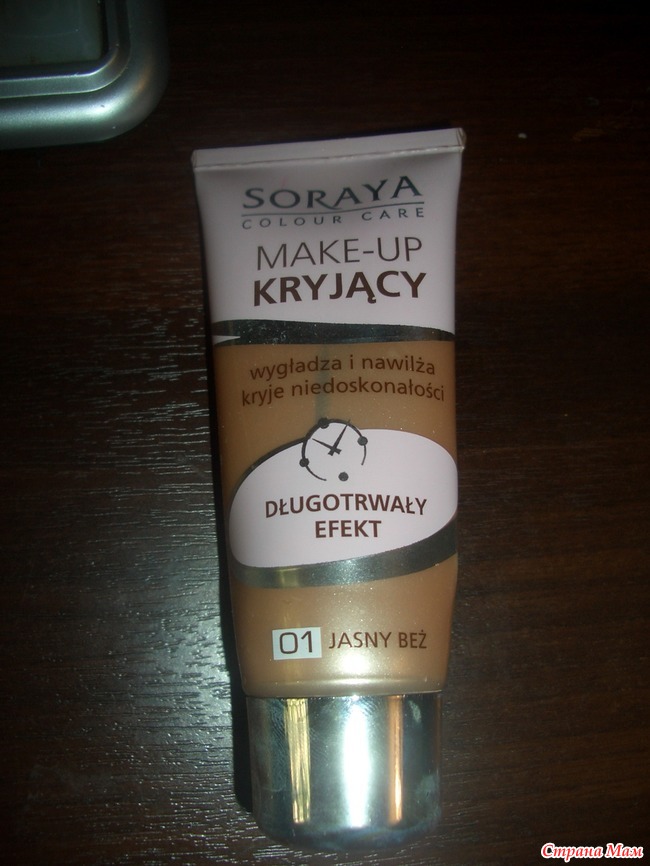 SORAYA
COLOUR CARE
MAKE-UP
KRYJĄCY
wygładza i nawilża
kryje niedoskonałości
DŁUGOTRWAŁY
EFEKT
01 JASNY BEŻ
Страна Мам